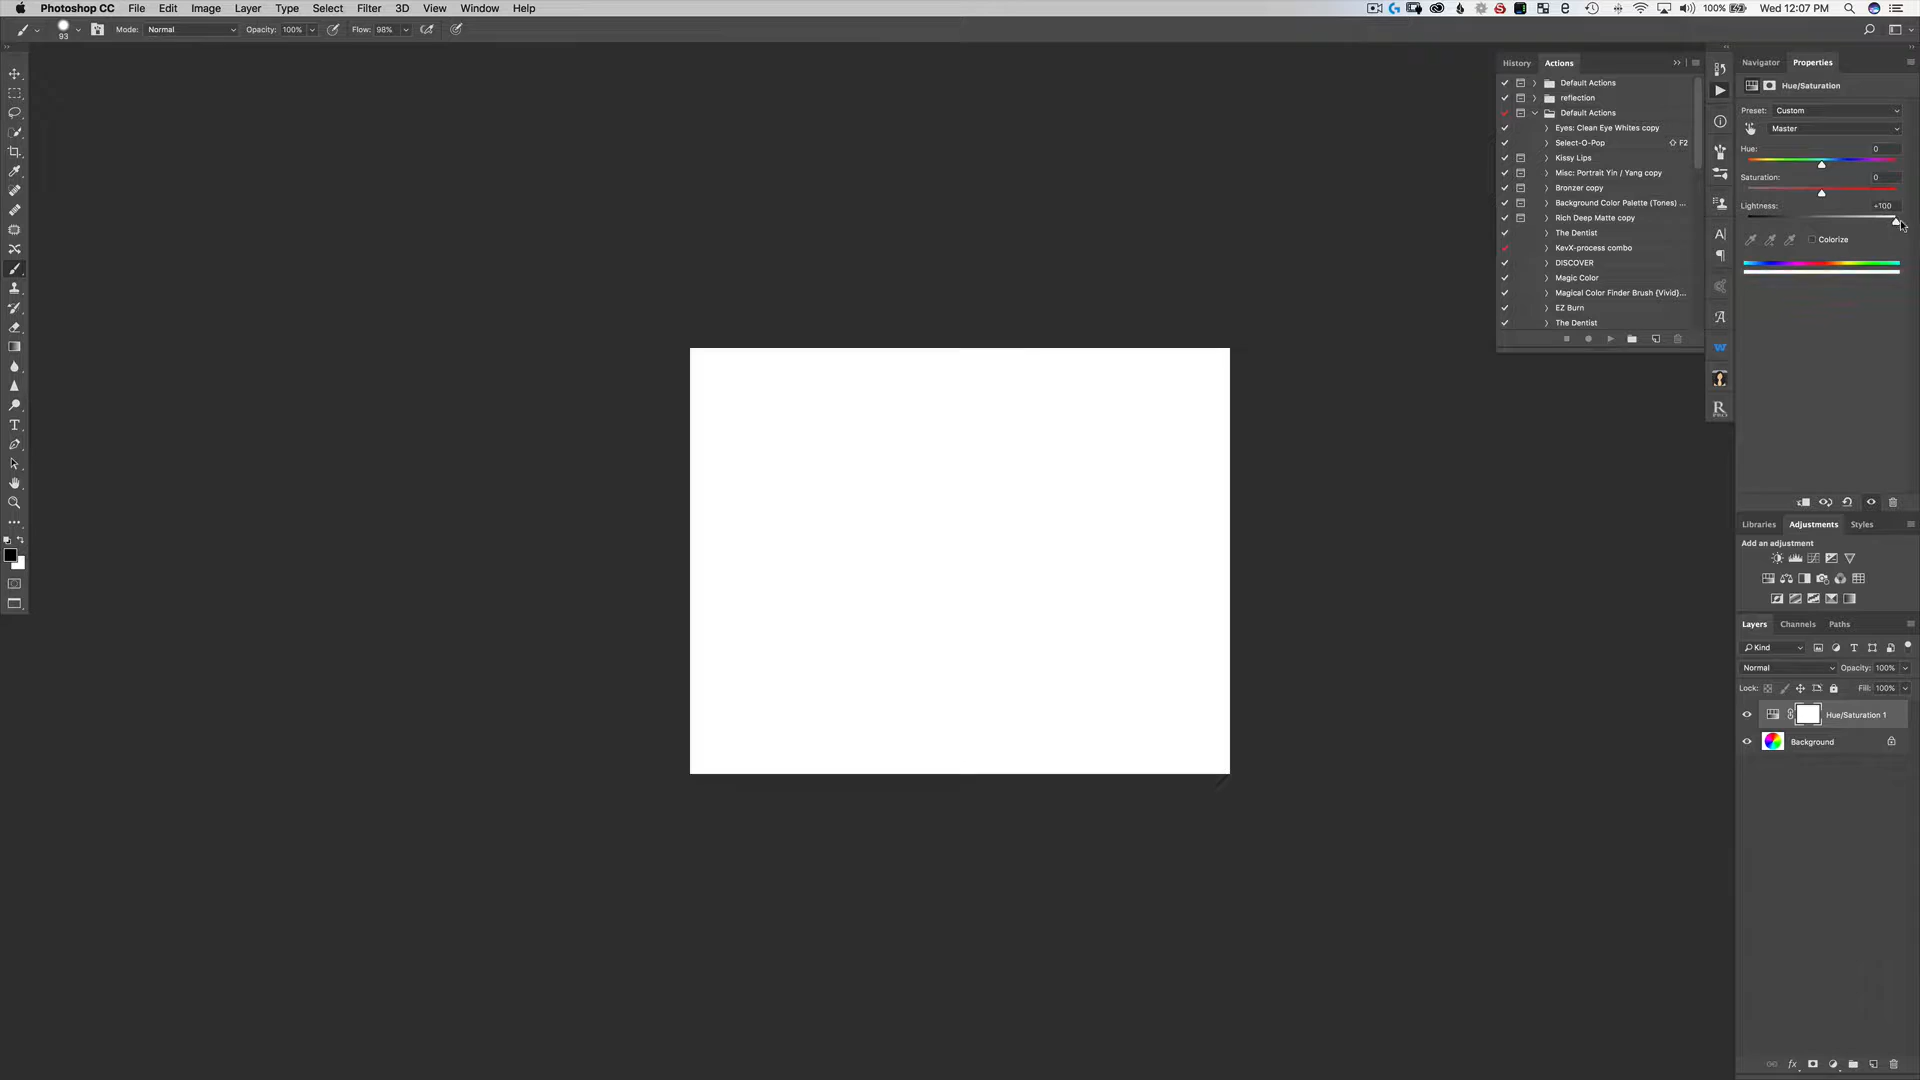 Photoshop CC File Edit Image Layer Type Select Filter 3D View Window Help 100% Wed 12:07 PM
93 Mode: Normal Opacity: 100% Flow: 98%
History Actions
Default Actions
reflection
Default Actions
Eyes: Clean Eye Whites copy
Select-O-Pop F2
Kissy Lips
Misc: Portrait Yin / Yang copy
Bronzer copy
Background Color Palette (Tones) ...
Rich Deep Matte copy
The Dentist
KevX-process combo
DISCOVER
Magic Color
Magical Color Finder Brush {Vivid}...
EZ Burn
The Dentist
Navigator Properties
Hue/Saturation
Preset: Custom
Master
Hue: 0
Saturation: 0
Lightness: +100
Colorize
Libraries Adjustments Styles
Add an adjustment
Layers Channels Paths
Kind
Normal Opacity: 100%
Lock: Fill: 100%
Hue/Saturation 1
Background